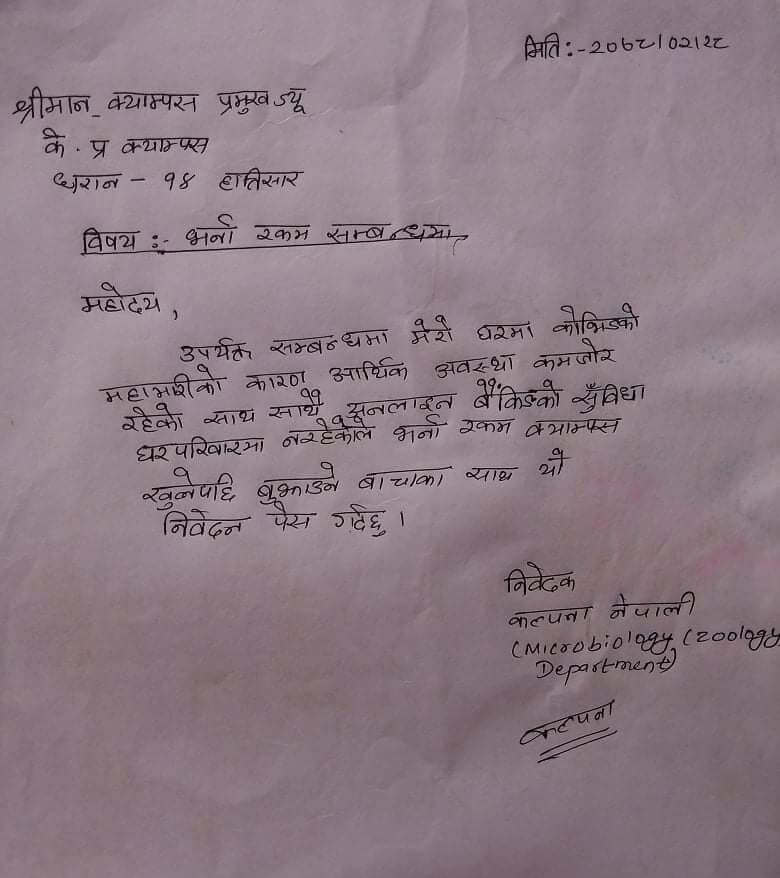 मिति:-२०७८।०२।२८
श्रीमान_क्याम्पस प्रमुखज्यू
के. प्र क्याम्पस
धरान - १४ हात्तिसार
विषय :- भर्ना रकम सम्बन्धमा,
महोदय,
उपर्यक्त सम्बन्धमा मेरो घरमा कोभिडको
महामारीको कारण आर्थिक अवस्था कमजोर
रहेको साथ साथै अनलाइन बैंकिङको सुँविधा
घरपरिवारमा नरहेकोले भर्ना रकम क्याम्पस
खुलेपछि बुझाउने बाचाका साथ यो
निवेदन पेस गर्दछु ।
निवेदक
कल्पना नेपाली
(Microbiology (Zoology
Department)
कल्पना